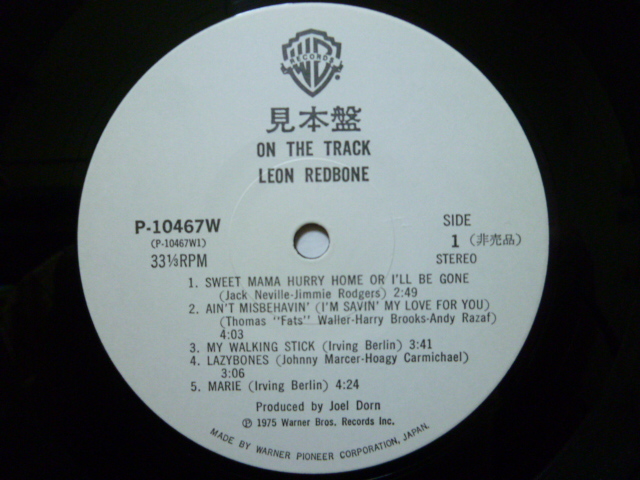 WB
RECORDS
見本盤
ON THE TRACK
LEON REDBONE
P-10467W
(P-10467W1)
33⅓RPM
SIDE
1 (非売品)
STEREO
1. SWEET MAMA HURRY HOME OR I'LL BE GONE
(Jack Neville-Jimmie Rodgers) 2:49
2. AIN'T MISBEHAVIN' (I'M SAVIN' MY LOVE FOR YOU)
(Thomas "Fats" Waller-Harry Brooks-Andy Razaf)
4:03
3. MY WALKING STICK (Irving Berlin) 3:41
4. LAZYBONES (Johnny Marcer-Hoagy Carmichael)
3:06
5. MARIE (Irving Berlin) 4:24
Produced by Joel Dorn
Ⓟ 1975 Warner Bros. Records Inc.
MADE BY WARNER PIONEER CORPORATION, JAPAN.